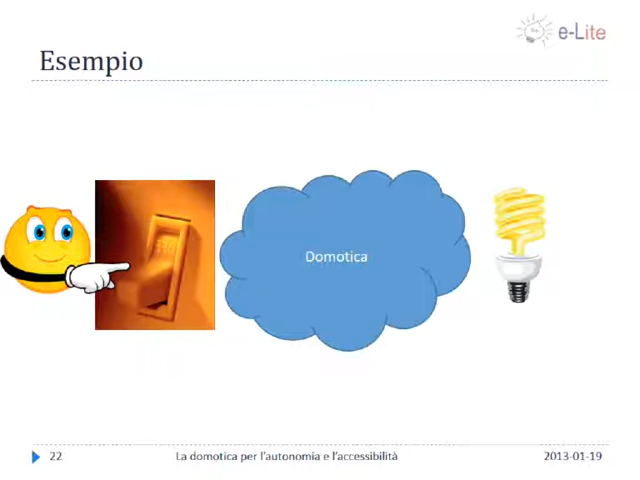 e-Lite
Esempio
Domotica
22
La domotica per l'autonomia e l'accessibilità
2013-01-19